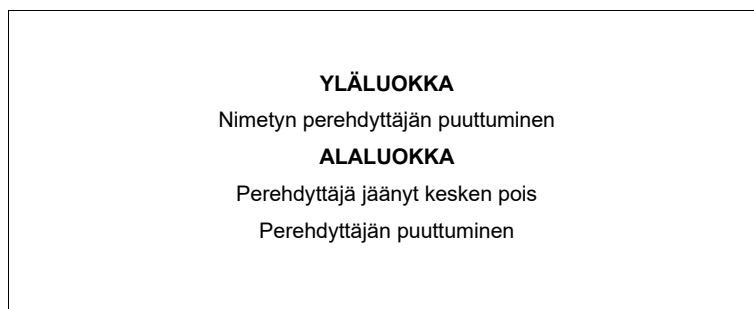 YLÄLUOKKA
Nimetyn perehdyttäjän puuttuminen
ALALUOKKA
Perehdyttäjä jäänyt kesken pois
Perehdyttäjän puuttuminen